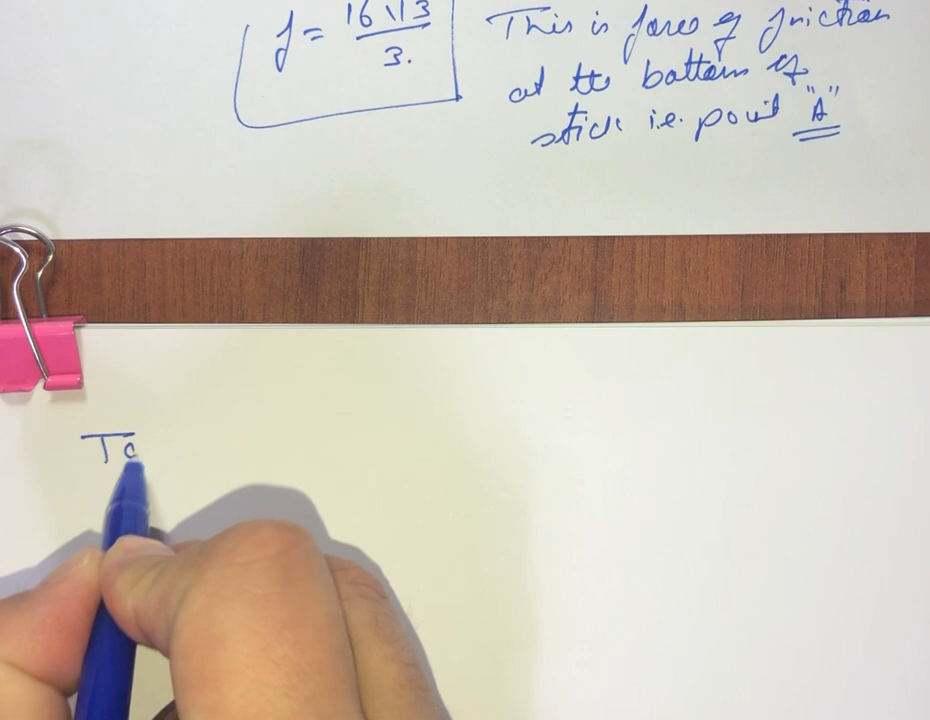 f = 16√3 / 3. This is force of friction
at the bottom of
stick i.e. point "A"
To